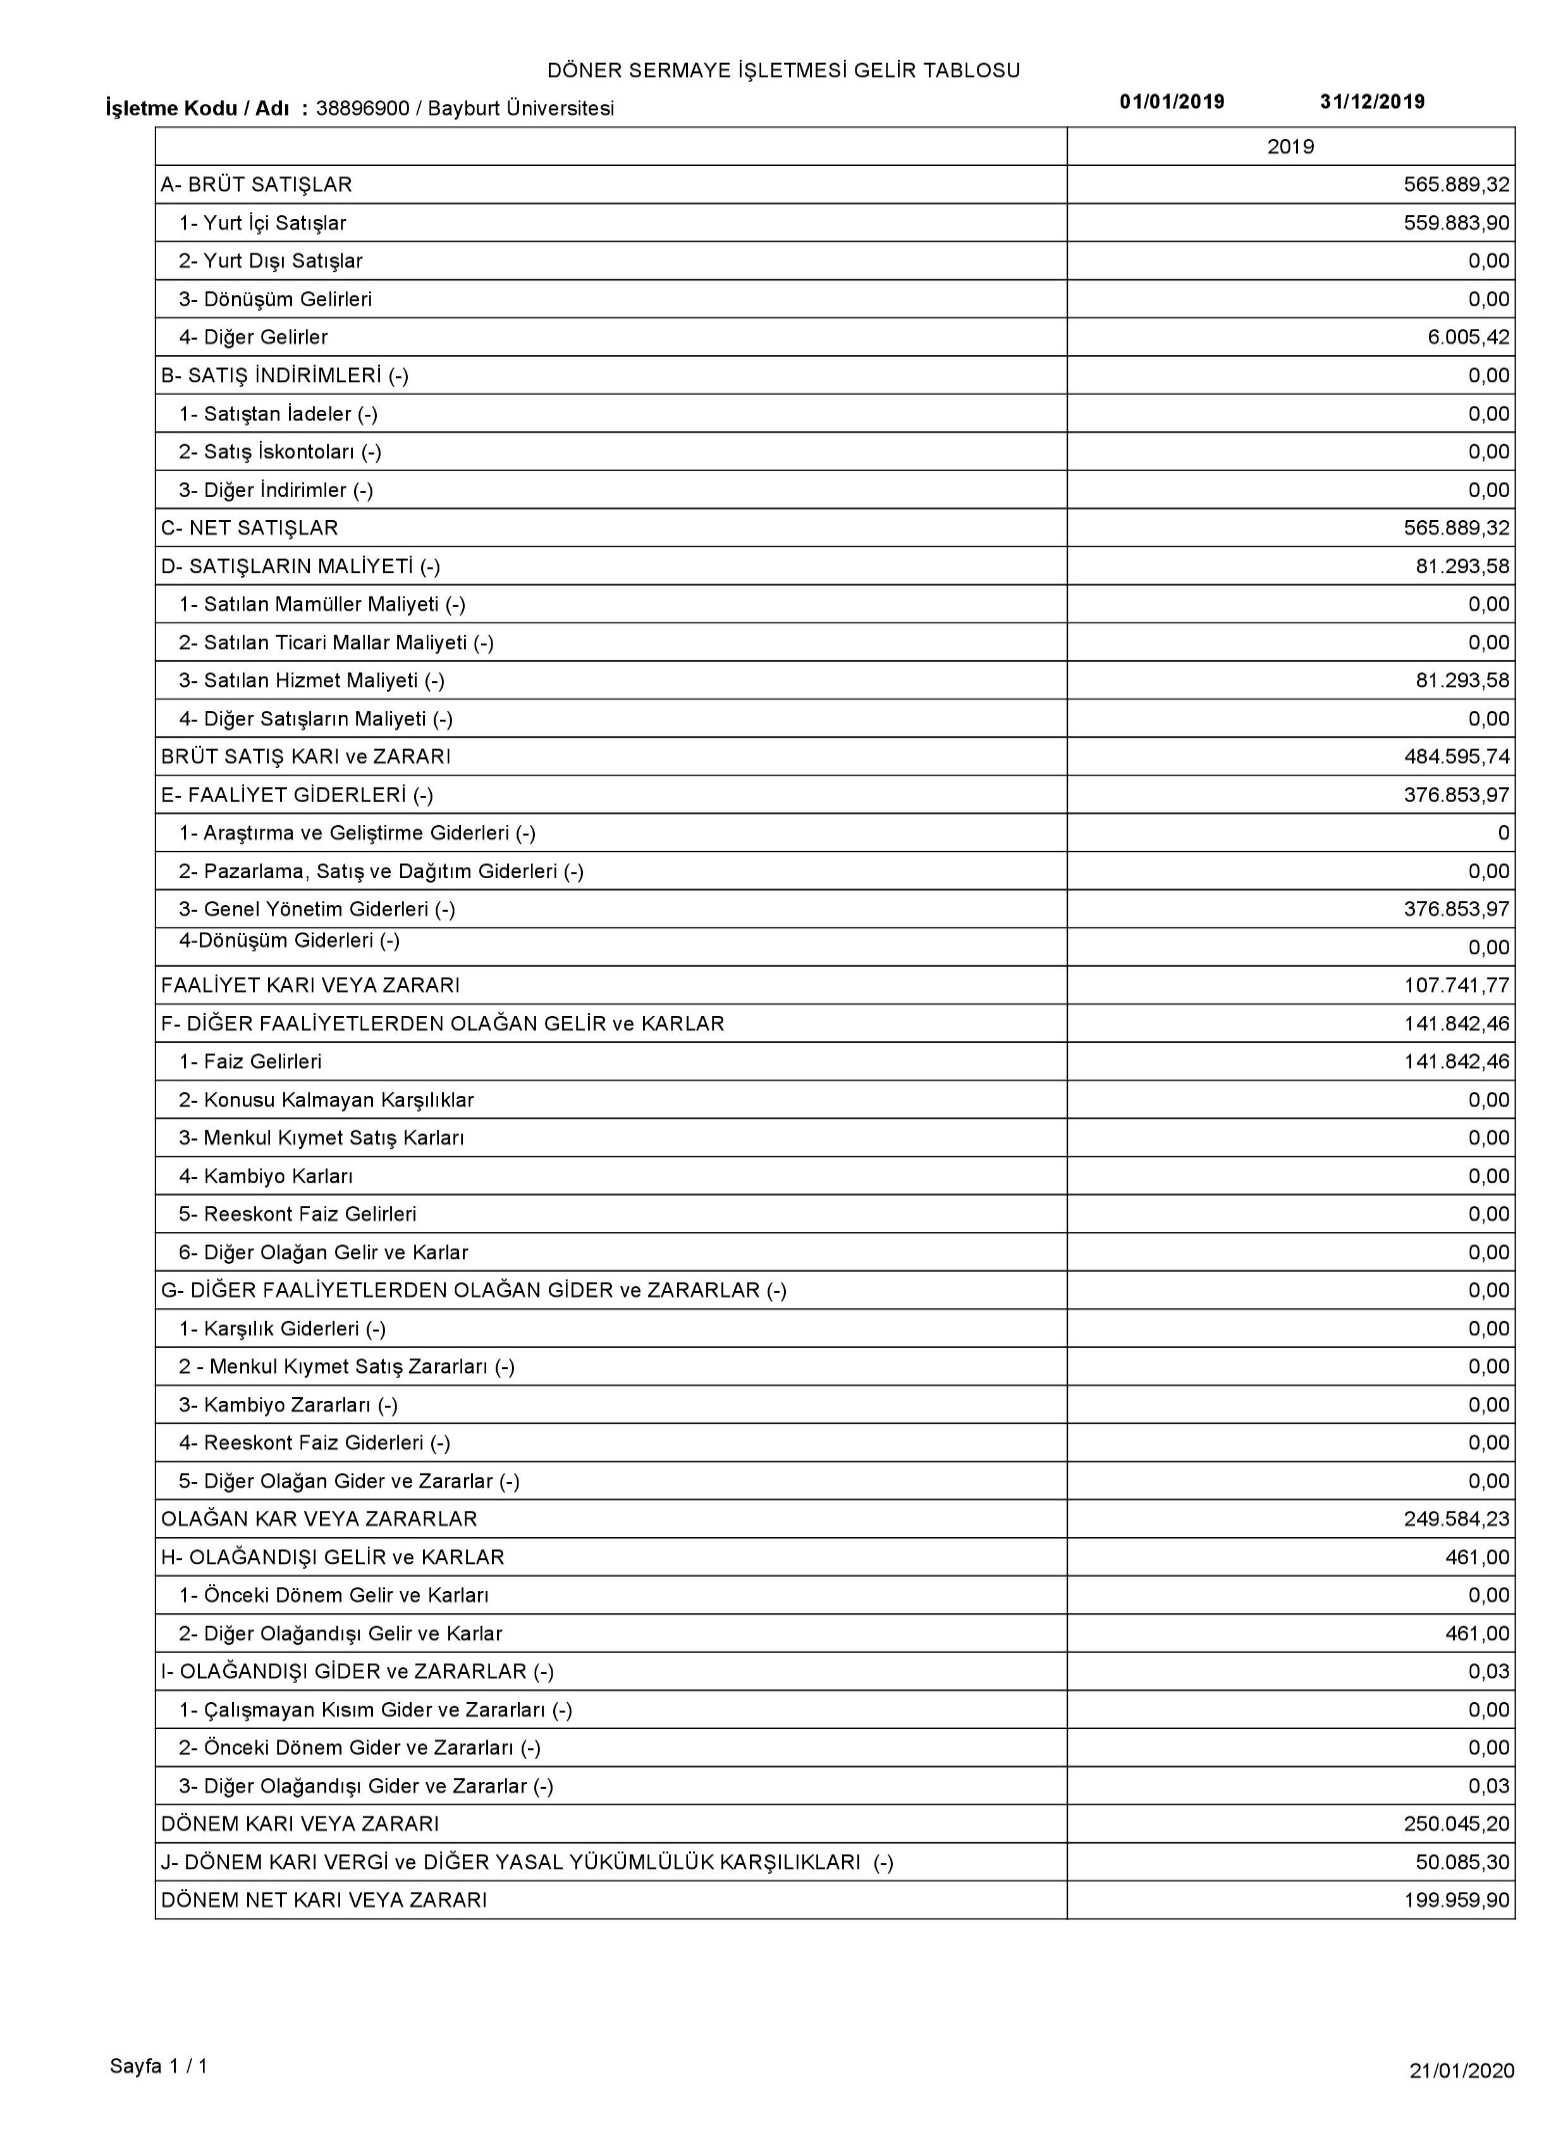 DÖNER SERMAYE İŞLETMESİ GELİR TABLOSU
İşletme Kodu / Adı : 38896900 / Bayburt Üniversitesi 01/01/2019 31/12/2019
2019
A- BRÜT SATIŞLAR 565.889,32
1- Yurt İçi Satışlar 559.883,90
2- Yurt Dışı Satışlar 0,00
3- Dönüşüm Gelirleri 0,00
4- Diğer Gelirler 6.005,42
B- SATIŞ İNDİRİMLERİ (-) 0,00
1- Satıştan İadeler (-) 0,00
2- Satış İskontoları (-) 0,00
3- Diğer İndirimler (-) 0,00
C- NET SATIŞLAR 565.889,32
D- SATIŞLARIN MALİYETİ (-) 81.293,58
1- Satılan Mamüller Maliyeti (-) 0,00
2- Satılan Ticari Mallar Maliyeti (-) 0,00
3- Satılan Hizmet Maliyeti (-) 81.293,58
4- Diğer Satışların Maliyeti (-) 0,00
BRÜT SATIŞ KARI ve ZARARI 484.595,74
E- FAALİYET GİDERLERİ (-) 376.853,97
1- Araştırma ve Geliştirme Giderleri (-) 0
2- Pazarlama, Satış ve Dağıtım Giderleri (-) 0,00
3- Genel Yönetim Giderleri (-) 376.853,97
4-Dönüşüm Giderleri (-) 0,00
FAALİYET KARI VEYA ZARARI 107.741,77
F- DİĞER FAALİYETLERDEN OLAĞAN GELİR ve KARLAR 141.842,46
1- Faiz Gelirleri 141.842,46
2- Konusu Kalmayan Karşılıklar 0,00
3- Menkul Kıymet Satış Karları 0,00
4- Kambiyo Karları 0,00
5- Reeskont Faiz Gelirleri 0,00
6- Diğer Olağan Gelir ve Karlar 0,00
G- DİĞER FAALİYETLERDEN OLAĞAN GİDER ve ZARARLAR (-) 0,00
1- Karşılık Giderleri (-) 0,00
2 - Menkul Kıymet Satış Zararları (-) 0,00
3- Kambiyo Zararları (-) 0,00
4- Reeskont Faiz Giderleri (-) 0,00
5- Diğer Olağan Gider ve Zararlar (-) 0,00
OLAĞAN KAR VEYA ZARARLAR 249.584,23
H- OLAĞANDIŞI GELİR ve KARLAR 461,00
1- Önceki Dönem Gelir ve Karları 0,00
2- Diğer Olağandışı Gelir ve Karlar 461,00
I- OLAĞANDIŞI GİDER ve ZARARLAR (-) 0,03
1- Çalışmayan Kısım Gider ve Zararları (-) 0,00
2- Önceki Dönem Gider ve Zararları (-) 0,00
3- Diğer Olağandışı Gider ve Zararlar (-) 0,03
DÖNEM KARI VEYA ZARARI 250.045,20
J- DÖNEM KARI VERGİ ve DİĞER YASAL YÜKÜMLÜLÜK KARŞILIKLARI (-) 50.085,30
DÖNEM NET KARI VEYA ZARARI 199.959,90
Sayfa 1 / 1 21/01/2020